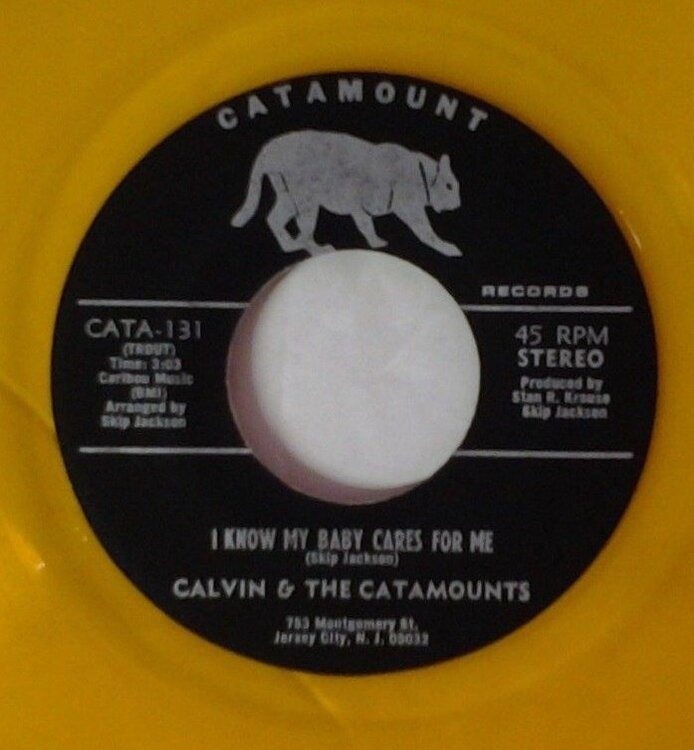 CATAMOUNT
RECORDS
CATA-131
(TROUT)
Time: 3:03
Caribou Music
(BMI)
Arranged by
Skip Jackson
45 RPM
STEREO
Produced by
Stan R. Krause
Skip Jackson
I KNOW MY BABY CARES FOR ME
(Skip Jackson)
CALVIN & THE CATAMOUNTS
753 Montgomery St.
Jersey City, N. J.